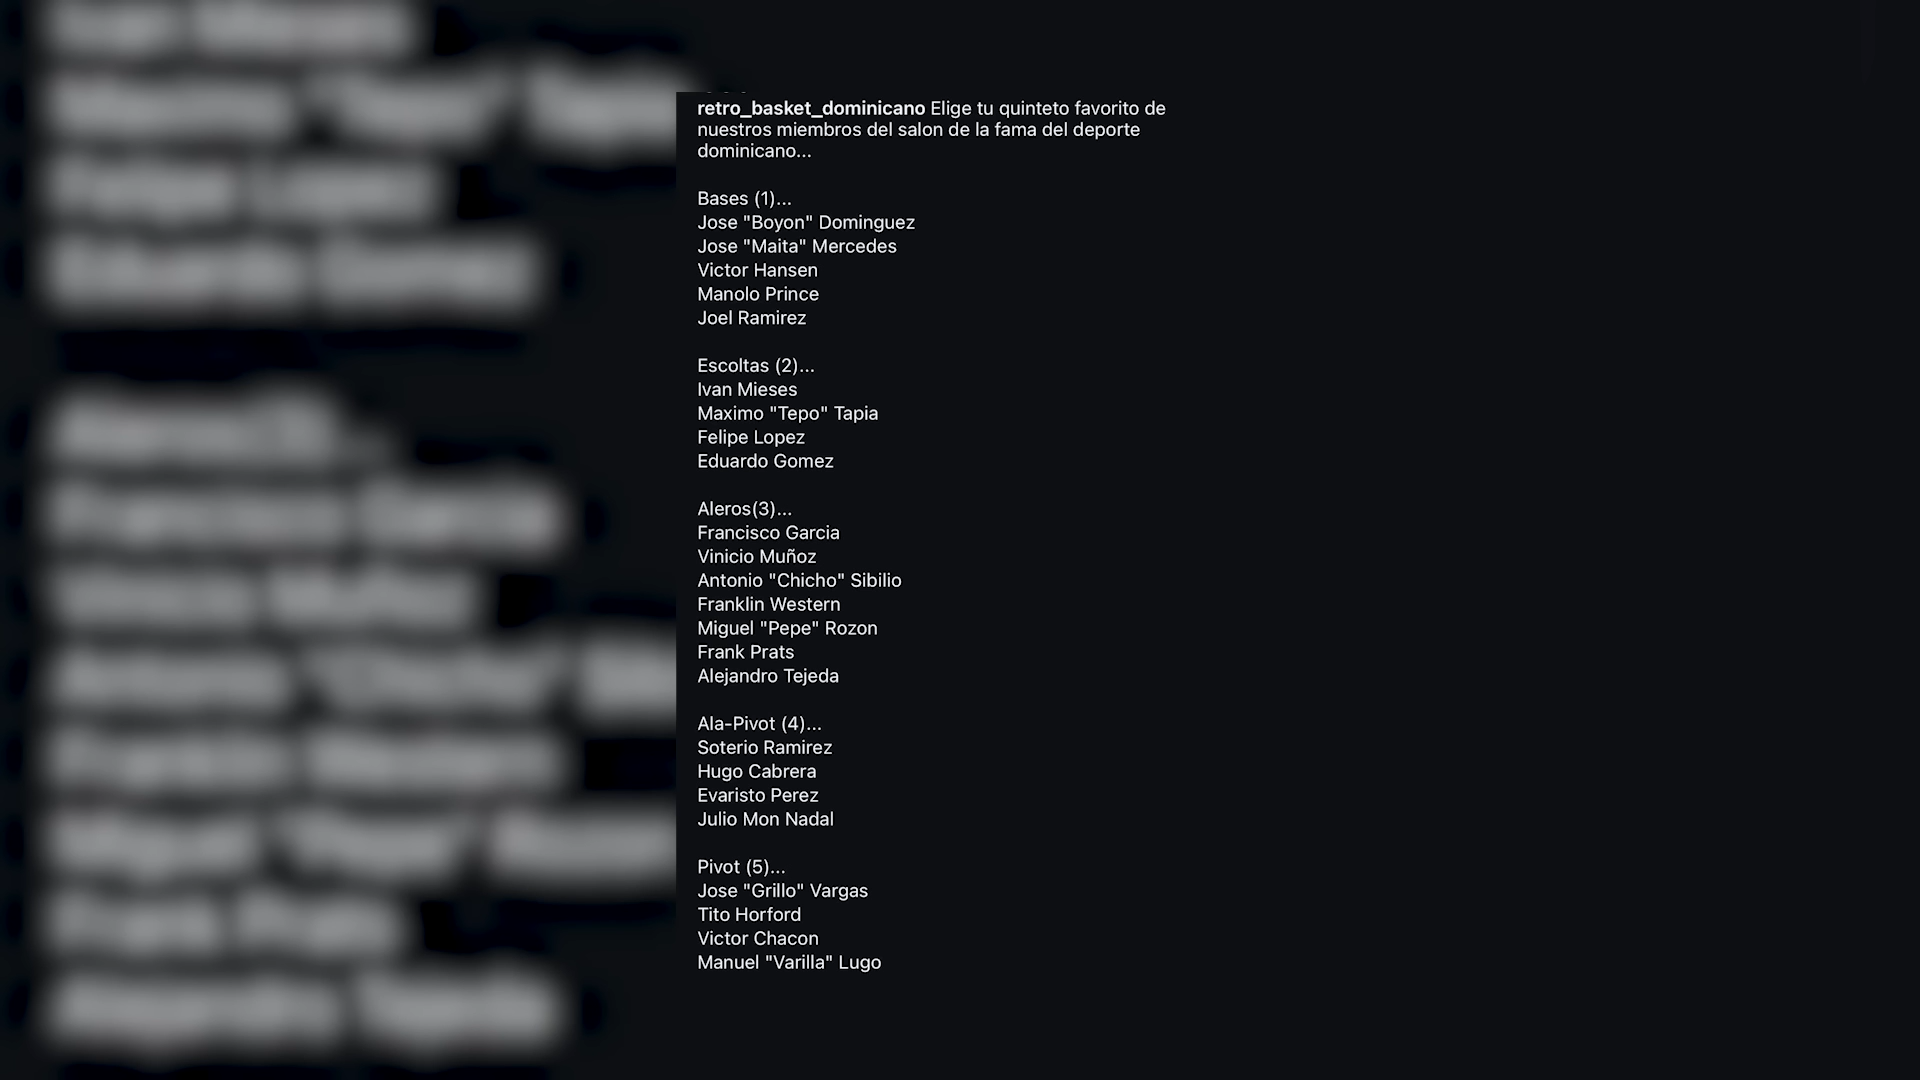 retro_basket_dominicano Elige tu quinteto favorito de
nuestros miembros del salon de la fama del deporte
dominicano...
Bases (1)...
Jose "Boyon" Dominguez
Jose "Maita" Mercedes
Victor Hansen
Manolo Prince
Joel Ramirez
Escoltas (2)...
Ivan Mieses
Maximo "Tepo" Tapia
Felipe Lopez
Eduardo Gomez
Aleros(3)...
Francisco Garcia
Vinicio Muñoz
Antonio "Chicho" Sibilio
Franklin Western
Miguel "Pepe" Rozon
Frank Prats
Alejandro Tejeda
Ala-Pivot (4)...
Soterio Ramirez
Hugo Cabrera
Evaristo Perez
Julio Mon Nadal
Pivot (5)...
Jose "Grillo" Vargas
Tito Horford
Victor Chacon
Manuel "Varilla" Lugo